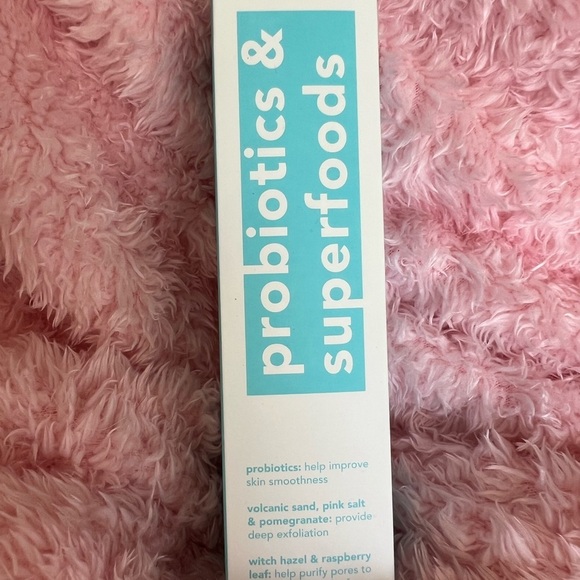 probiotics &
superfoods
probiotics: help improve
skin smoothness
volcanic sand, pink salt
& pomegranate: provide
deep exfoliation
witch hazel & raspberry
leaf: help purify pores to